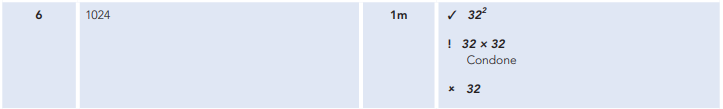 6 1024 1m ✓ 32²
! 32 × 32
Condone
× 32